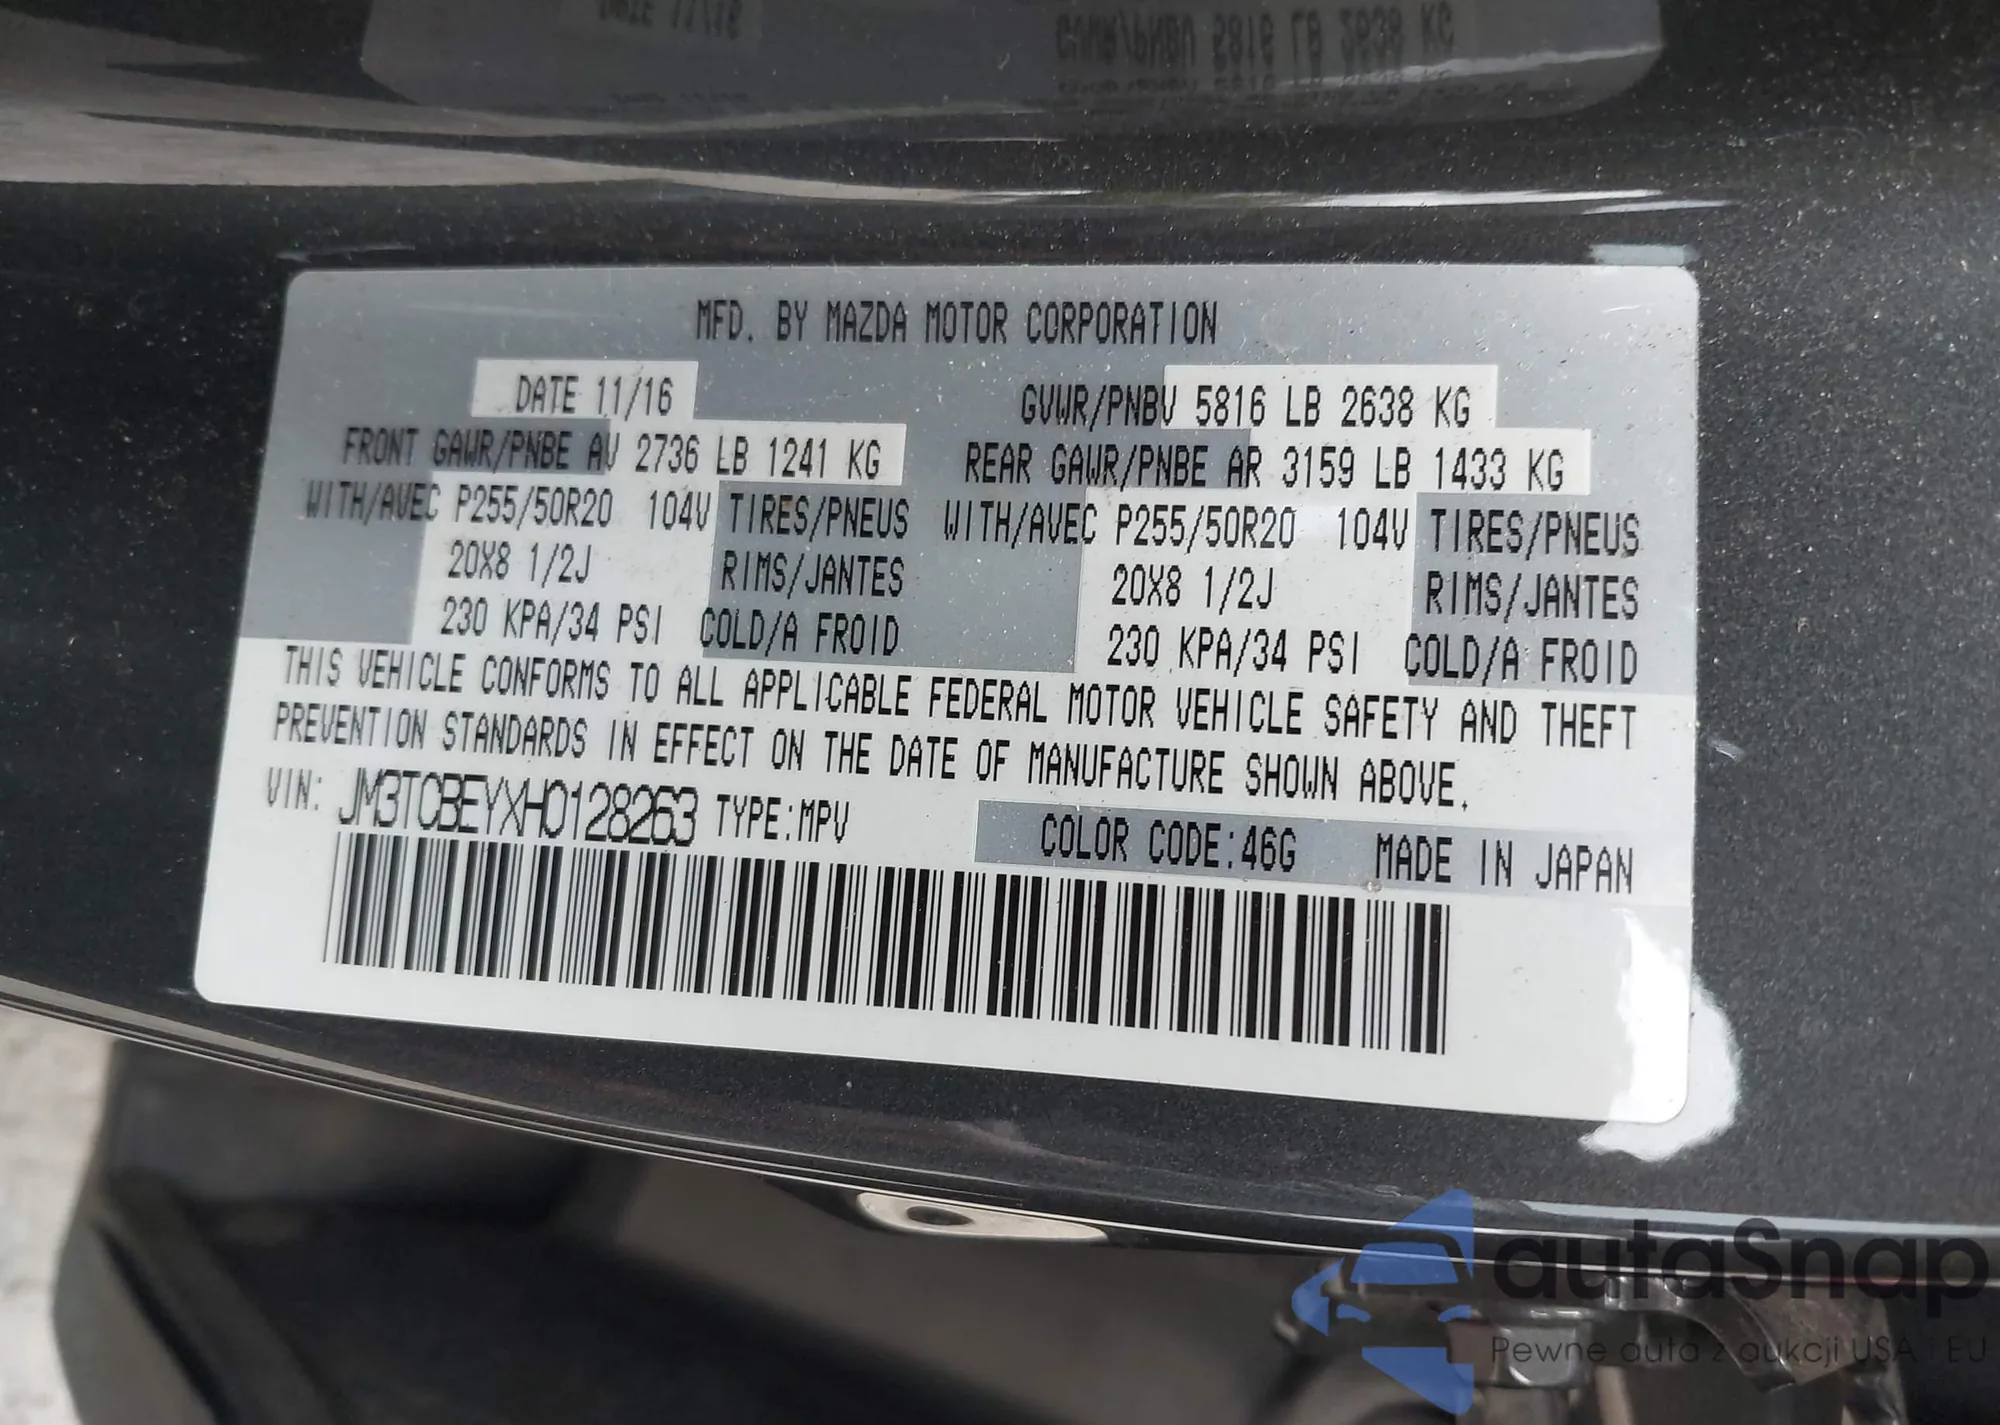 MFD. BY MAZDA MOTOR CORPORATION
DATE 11/16 GVWR/PNBV 5816 LB 2638 KG
FRONT GAWR/PNBE AV 2736 LB 1241 KG REAR GAWR/PNBE AR 3159 LB 1433 KG
WITH/AVEC P255/50R20 104V TIRES/PNEUS WITH/AVEC P255/50R20 104V TIRES/PNEUS
20X8 1/2J RIMS/JANTES 20X8 1/2J RIMS/JANTES
230 KPA/34 PSI COLD/A FROID 230 KPA/34 PSI COLD/A FROID
THIS VEHICLE CONFORMS TO ALL APPLICABLE FEDERAL MOTOR VEHICLE SAFETY AND THEFT
PREVENTION STANDARDS IN EFFECT ON THE DATE OF MANUFACTURE SHOWN ABOVE.
VIN: JM3TCBEYXH0128263 TYPE:MPV COLOR CODE:46G MADE IN JAPAN
autaSnap
Pewne auta z aukcji USA | EU